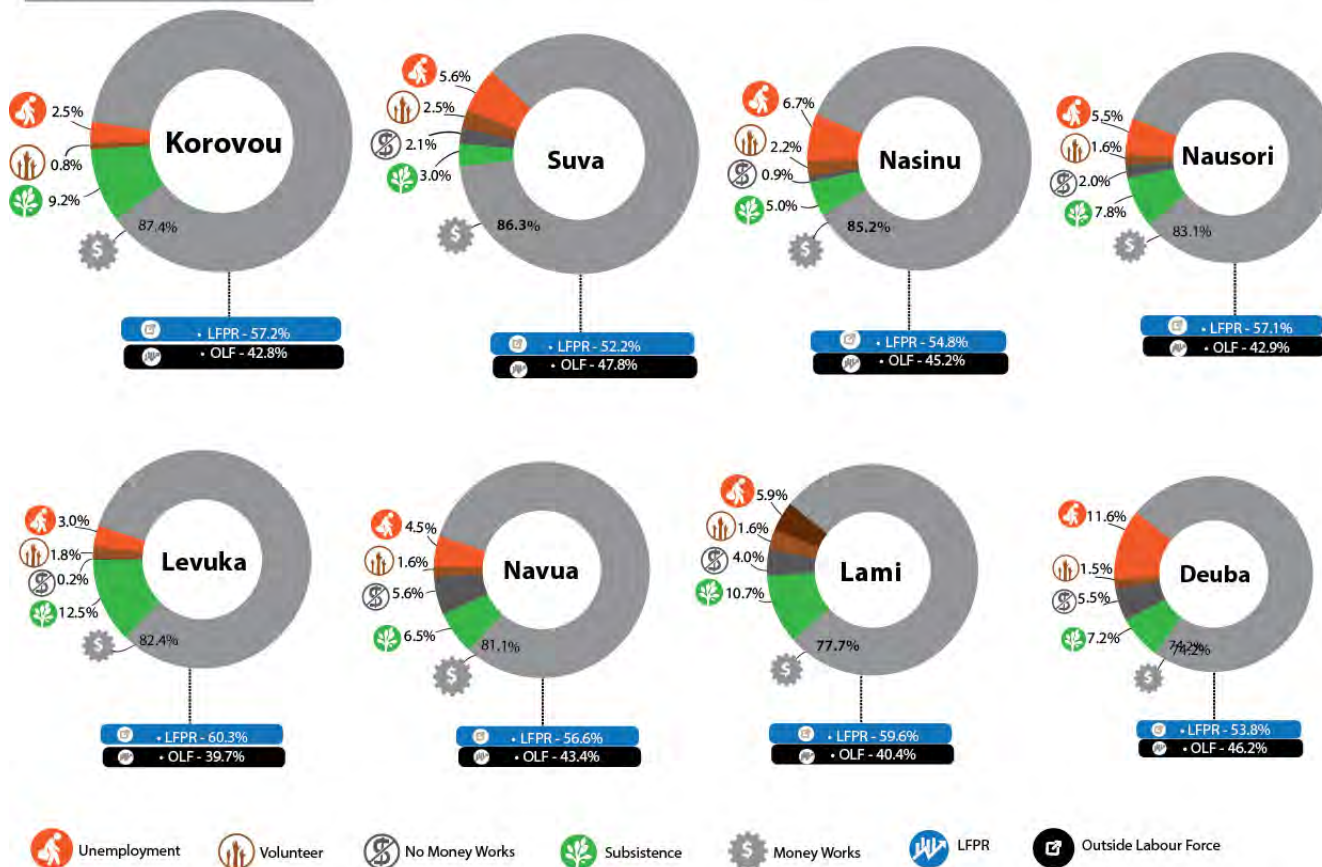 Korovou
2.5%
0.8%
9.2%
87.4%
• LFPR - 57.2%
• OLF - 42.8%
Suva
5.6%
2.5%
2.1%
3.0%
86.3%
• LFPR - 52.2%
• OLF - 47.8%
Nasinu
6.7%
2.2%
0.9%
5.0%
85.2%
• LFPR - 54.8%
• OLF - 45.2%
Nausori
5.5%
1.6%
2.0%
7.8%
83.1%
• LFPR - 57.1%
• OLF - 42.9%
Levuka
3.0%
1.8%
0.2%
12.5%
82.4%
• LFPR - 60.3%
• OLF - 39.7%
Navua
4.5%
1.6%
5.6%
6.5%
81.1%
• LFPR - 56.6%
• OLF - 43.4%
Lami
5.9%
1.6%
4.0%
10.7%
77.7%
• LFPR - 59.6%
• OLF - 40.4%
Deuba
11.6%
1.5%
5.5%
7.2%
74.2%
74.2%
• LFPR - 53.8%
• OLF - 46.2%
Unemployment Volunteer No Money Works Subsistence Money Works LFPR Outside Labour Force